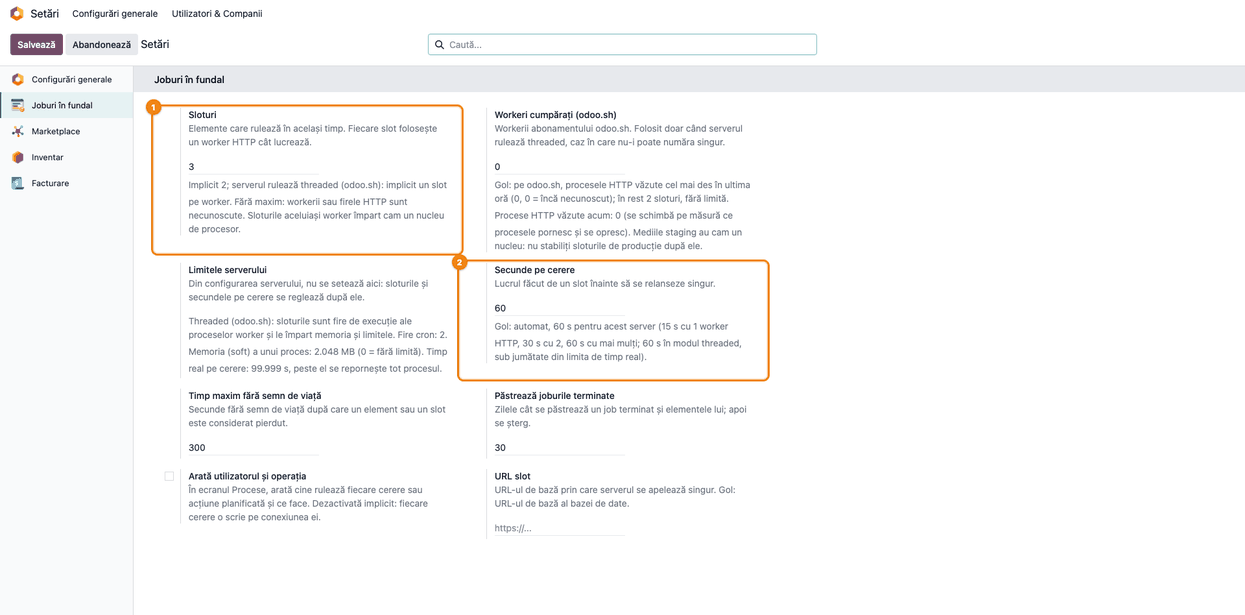 Setări Configurări generale Utilizatori & Companii
Salvează Abandonează Setări Caută...
Configurări generale
Joburi în fundal
Marketplace
Inventar
Facturare
Joburi în fundal
1
Sloturi
Elemente care rulează în același timp. Fiecare slot folosește
un worker HTTP cât lucrează.
3
Implicit 2; serverul rulează threaded (odoo.sh): implicit un slot
pe worker. Fără maxim: workerii sau firele HTTP sunt
necunoscute. Sloturile aceluiași worker împart cam un nucleu
de procesor.
Workeri cumpărați (odoo.sh)
Workerii abonamentului odoo.sh. Folosit doar când serverul
rulează threaded, caz în care nu-i poate număra singur.
0
Gol: pe odoo.sh, procesele HTTP văzute cel mai des în ultima
oră (0, 0 = încă necunoscut); în rest 2 sloturi, fără limită.
Procese HTTP văzute acum: 0 (se schimbă pe măsură ce
procesele pornesc și se opresc). Mediile staging au cam un
nucleu: nu stabiliți sloturile de producție după ele.
Limitele serverului
Din configurarea serverului, nu se setează aici: sloturile și
secundele pe cerere se reglează după ele.
Threaded (odoo.sh): sloturile sunt fire de execuție ale
proceselor worker și le împart memoria și limitele. Fire cron: 2.
Memoria (soft) a unui proces: 2.048 MB (0 = fără limită). Timp
real pe cerere: 99.999 s, peste el se repornește tot procesul.
2
Secunde pe cerere
Lucrul făcut de un slot înainte să se relanseze singur.
60
Gol: automat, 60 s pentru acest server (15 s cu 1 worker
HTTP, 30 s cu 2, 60 s cu mai mulți; 60 s în modul threaded,
sub jumătate din limita de timp real).
Timp maxim fără semn de viață
Secunde fără semn de viață după care un element sau un slot
este considerat pierdut.
300
Păstrează joburile terminate
Zilele cât se păstrează un job terminat și elementele lui; apoi
se șterg.
30
Arată utilizatorul și operația
În ecranul Procese, arată cine rulează fiecare cerere sau
acțiune planificată și ce face. Dezactivată implicit: fiecare
cerere o scrie pe conexiunea ei.
URL slot
URL-ul de bază prin care serverul se apelează singur. Gol:
URL-ul de bază al bazei de date.
https://...